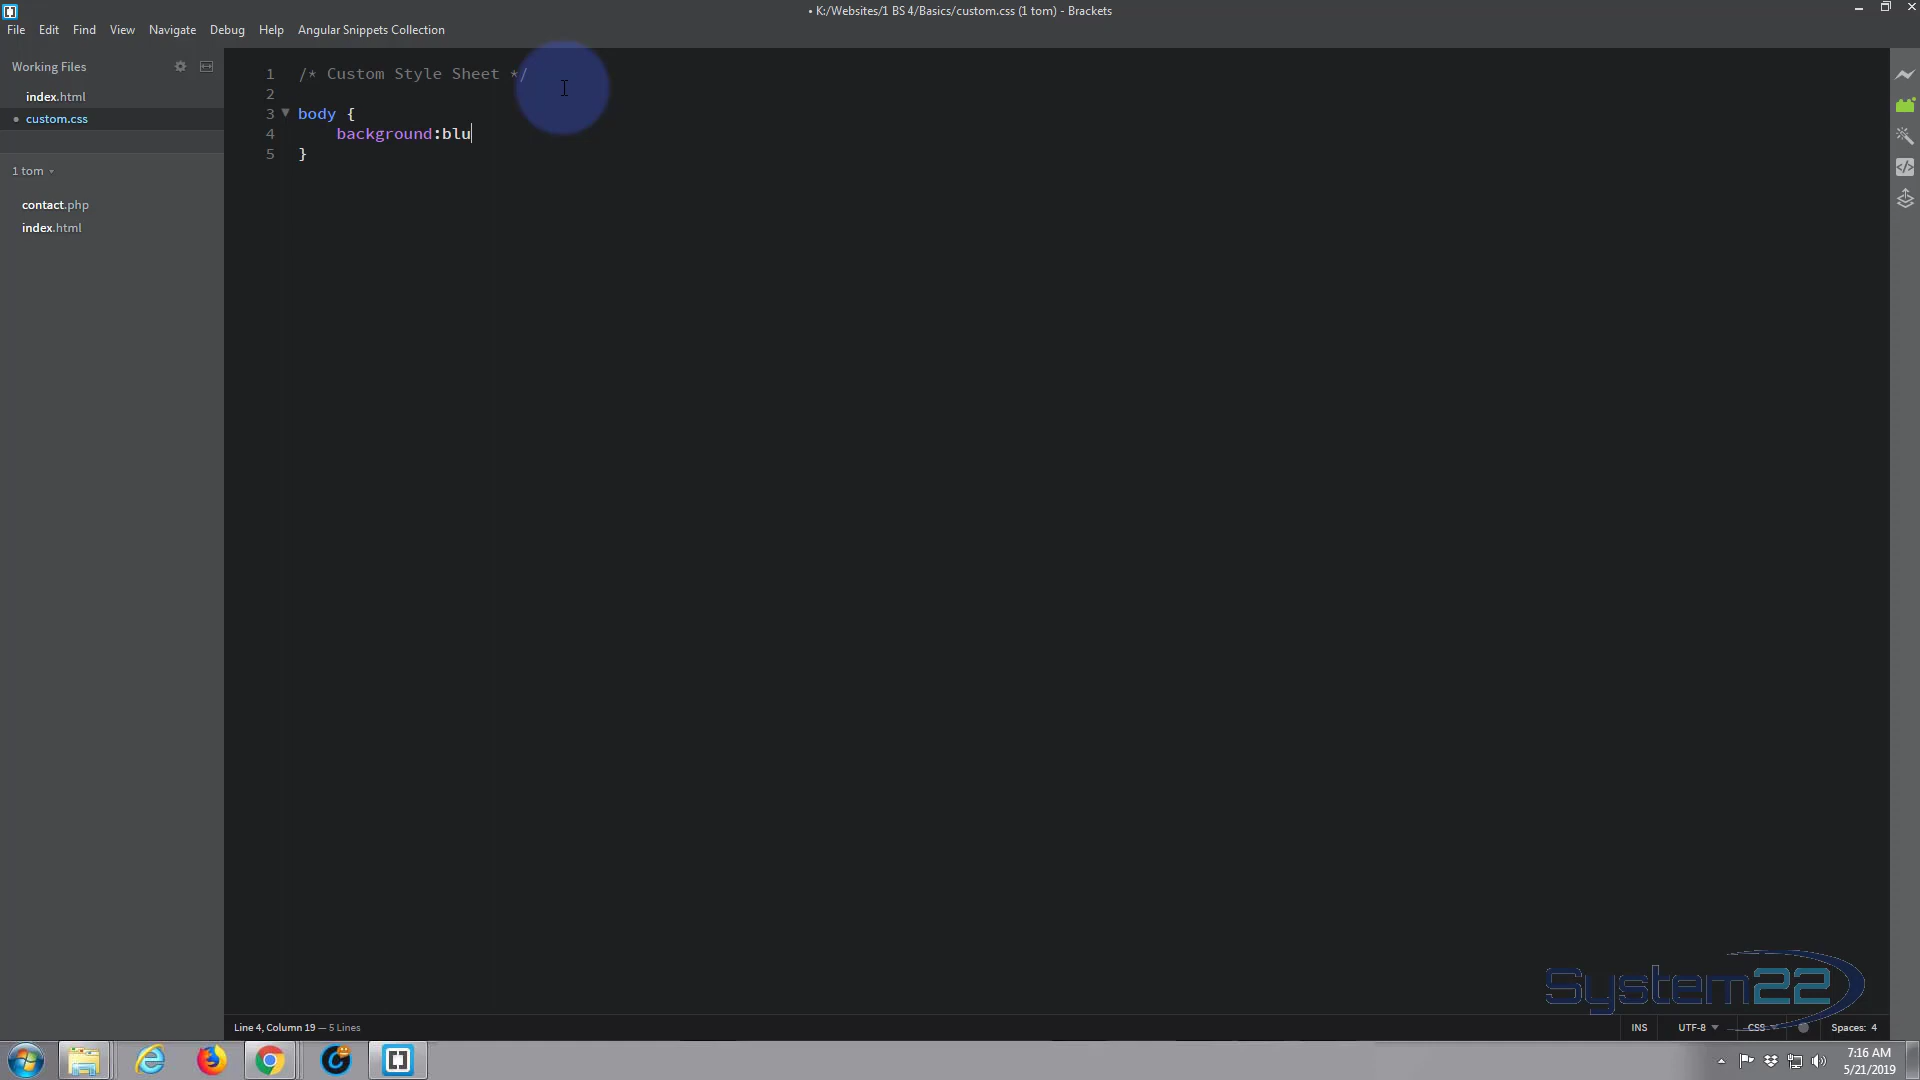 • K:/Websites/1 BS 4/Basics/custom.css (1 tom) - Brackets
File Edit Find View Navigate Debug Help Angular Snippets Collection
Working Files
index.html
• custom.css
1 tom
contact.php
index.html
1 /* Custom Style Sheet */
2
3 body {
4 background:blu
5 }
System22
Line 4, Column 19 — 5 Lines
INS UTF-8 CSS Spaces: 4
7:16 AM
5/21/2019